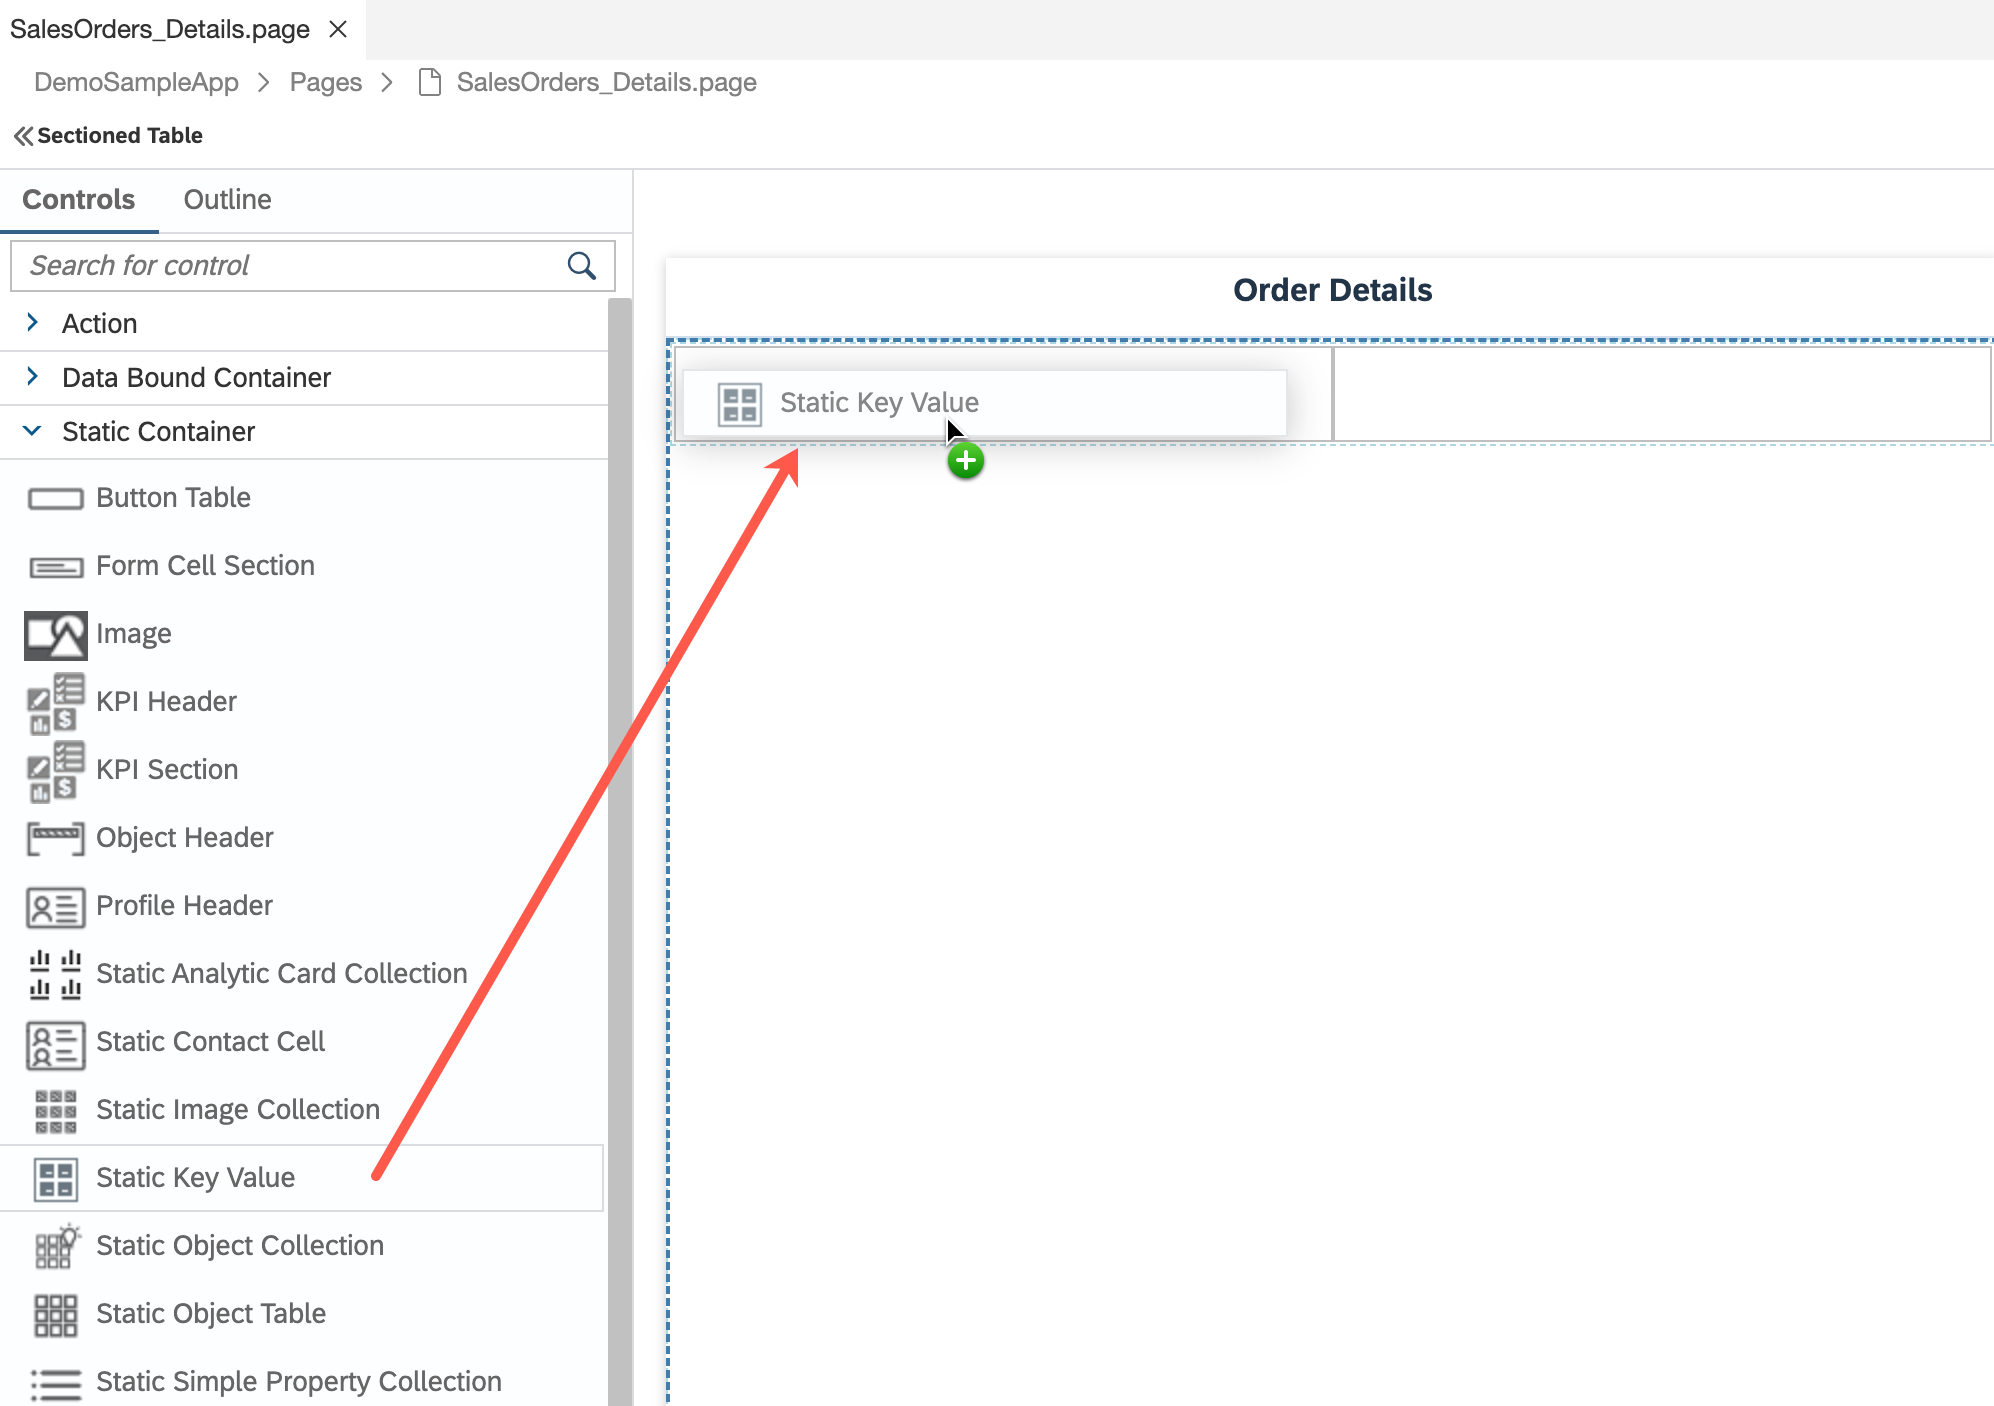 SalesOrders_Details.page
DemoSampleApp Pages SalesOrders_Details.page
Sectioned Table
Controls Outline
Search for control
Action
Data Bound Container
Static Container
Button Table
Form Cell Section
Image
KPI Header
KPI Section
Object Header
Profile Header
Static Analytic Card Collection
Static Contact Cell
Static Image Collection
Static Key Value
Static Object Collection
Static Object Table
Static Simple Property Collection
Order Details
Static Key Value